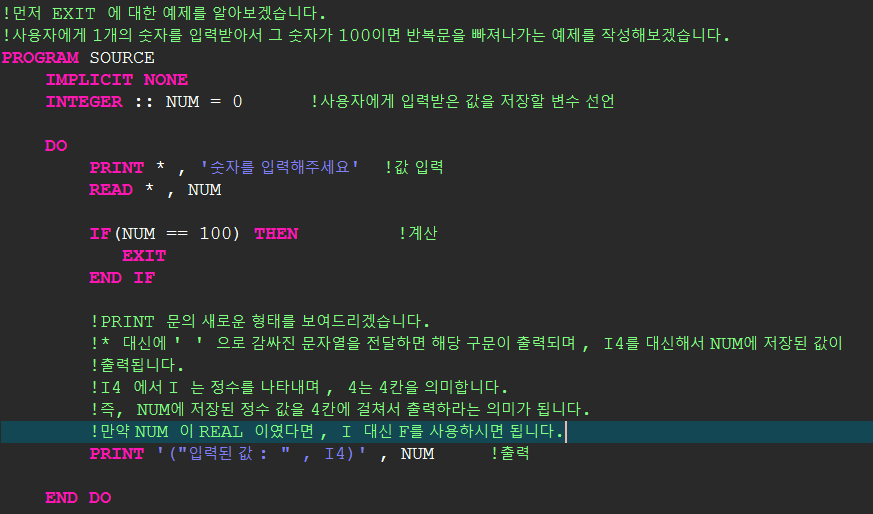 !먼저 EXIT 에 대한 예제를 알아보겠습니다.
!사용자에게 1개의 숫자를 입력받아서 그 숫자가 100이면 반복문을 빠져나가는 예제를 작성해보겠습니다.
PROGRAM SOURCE
IMPLICIT NONE
INTEGER :: NUM = 0 !사용자에게 입력받은 값을 저장할 변수 선언
DO
PRINT * , '숫자를 입력해주세요' !값 입력
READ * , NUM
IF(NUM == 100) THEN !계산
EXIT
END IF
!PRINT 문의 새로운 형태를 보여드리겠습니다.
!* 대신에 ' ' 으로 감싸진 문자열을 전달하면 해당 구문이 출력되며 , I4를 대신해서 NUM에 저장된 값이
!출력됩니다.
!I4 에서 I 는 정수를 나타내며 , 4는 4칸을 의미합니다.
!즉, NUM에 저장된 정수 값을 4칸에 걸쳐서 출력하라는 의미가 됩니다.
!만약 NUM 이 REAL 이였다면 , I 대신 F를 사용하시면 됩니다.
PRINT '("입력된 값 : " , I4)' , NUM !출력
END DO